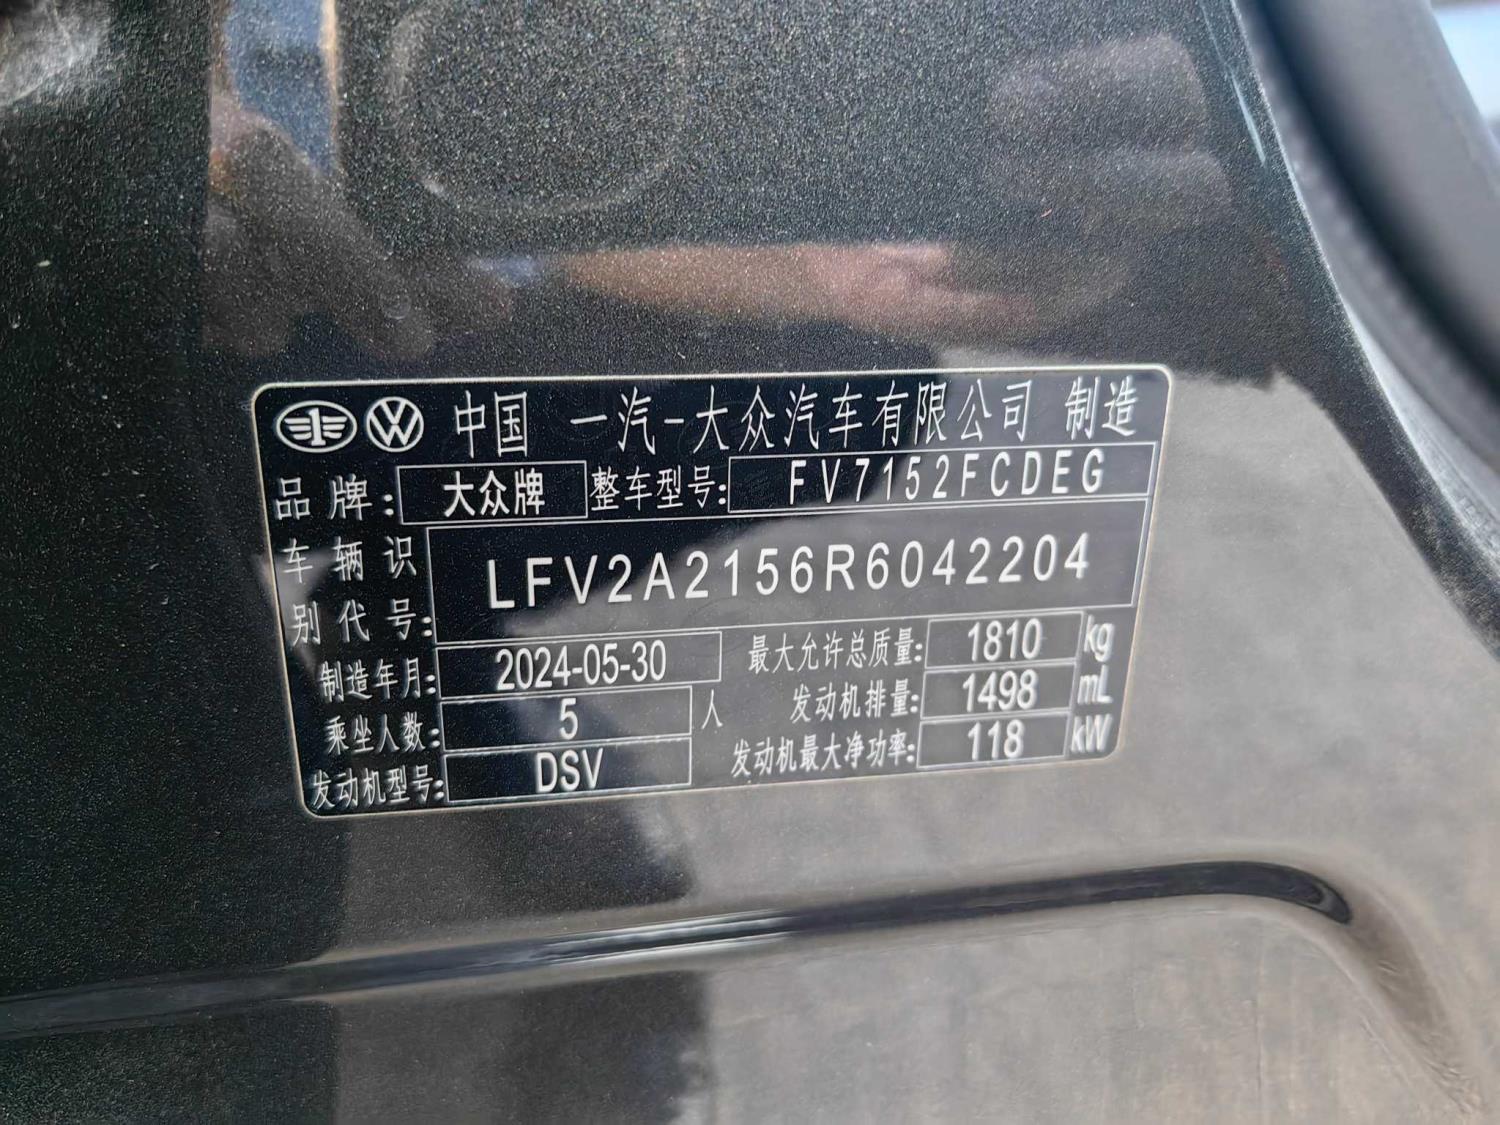 中国 一汽-大众汽车有限公司 制造
品牌: 大众牌 整车型号: FV7152FCDEG
车辆识别代号: LFV2A2156R6042204
制造年月: 2024-05-30 最大允许总质量: 1810 kg
乘坐人数: 5 人 发动机排量: 1498 mL
发动机型号: DSV 发动机最大净功率: 118 kW